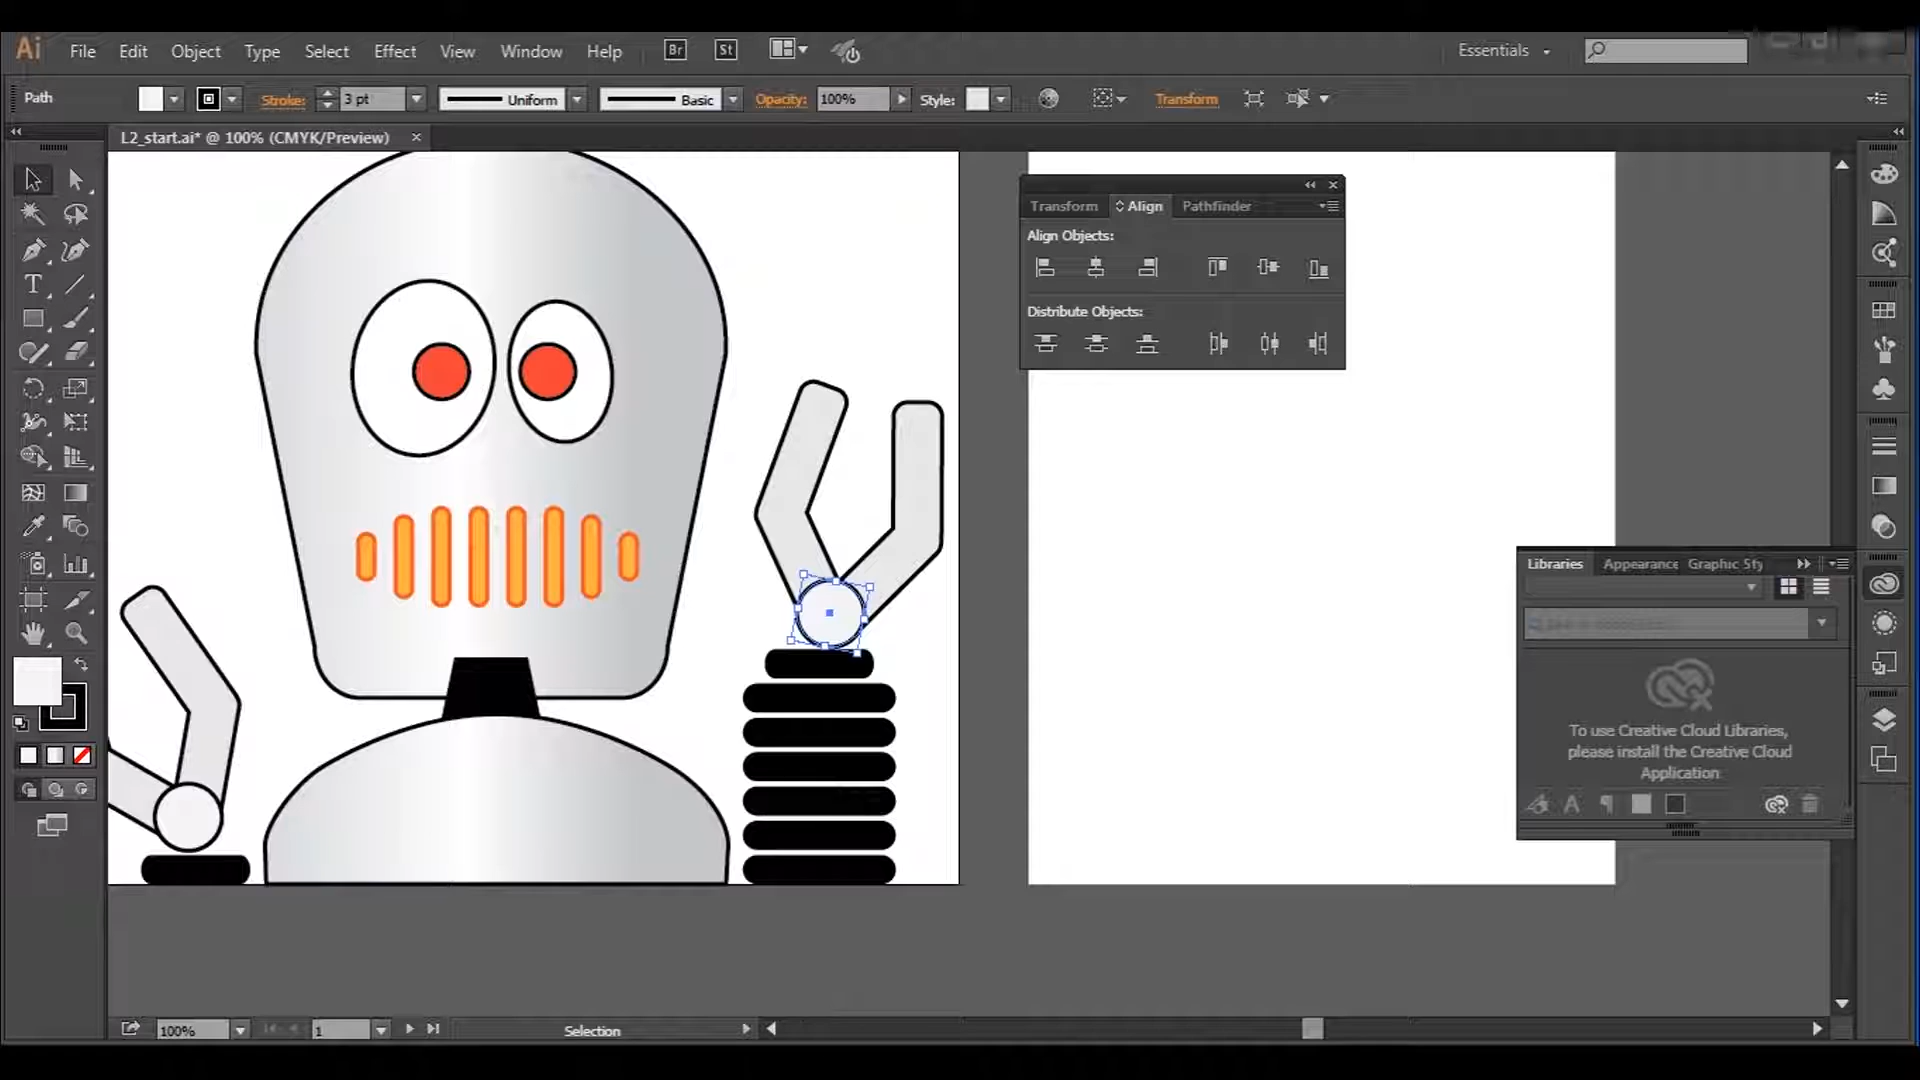 Ai File Edit Object Type Select Effect View Window Help Br St Essentials
Path Stroke: 3 pt Uniform Basic Opacity: 100% Style: Transform
L2_start.ai* @ 100% (CMYK/Preview) ×
Transform Align Pathfinder
Align Objects:
Distribute Objects:
Libraries Appearance Graphic Sty
To use Creative Cloud Libraries,
please install the Creative Cloud
Application
100% 1 Selection